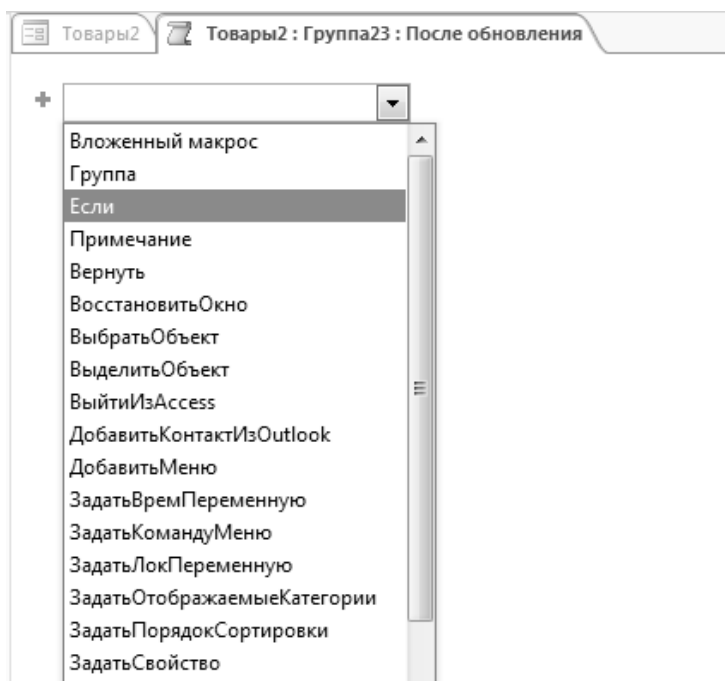 Товары2
Товары2 : Группа23 : После обновления
Вложенный макрос
Группа
Если
Примечание
Вернуть
ВосстановитьОкно
ВыбратьОбъект
ВыделитьОбъект
ВыйтиИзAccess
ДобавитьКонтактИзOutlook
ДобавитьМеню
ЗадатьВремПеременную
ЗадатьКомандуМеню
ЗадатьЛокПеременную
ЗадатьОтображаемыеКатегории
ЗадатьПорядокСортировки
ЗадатьСвойство